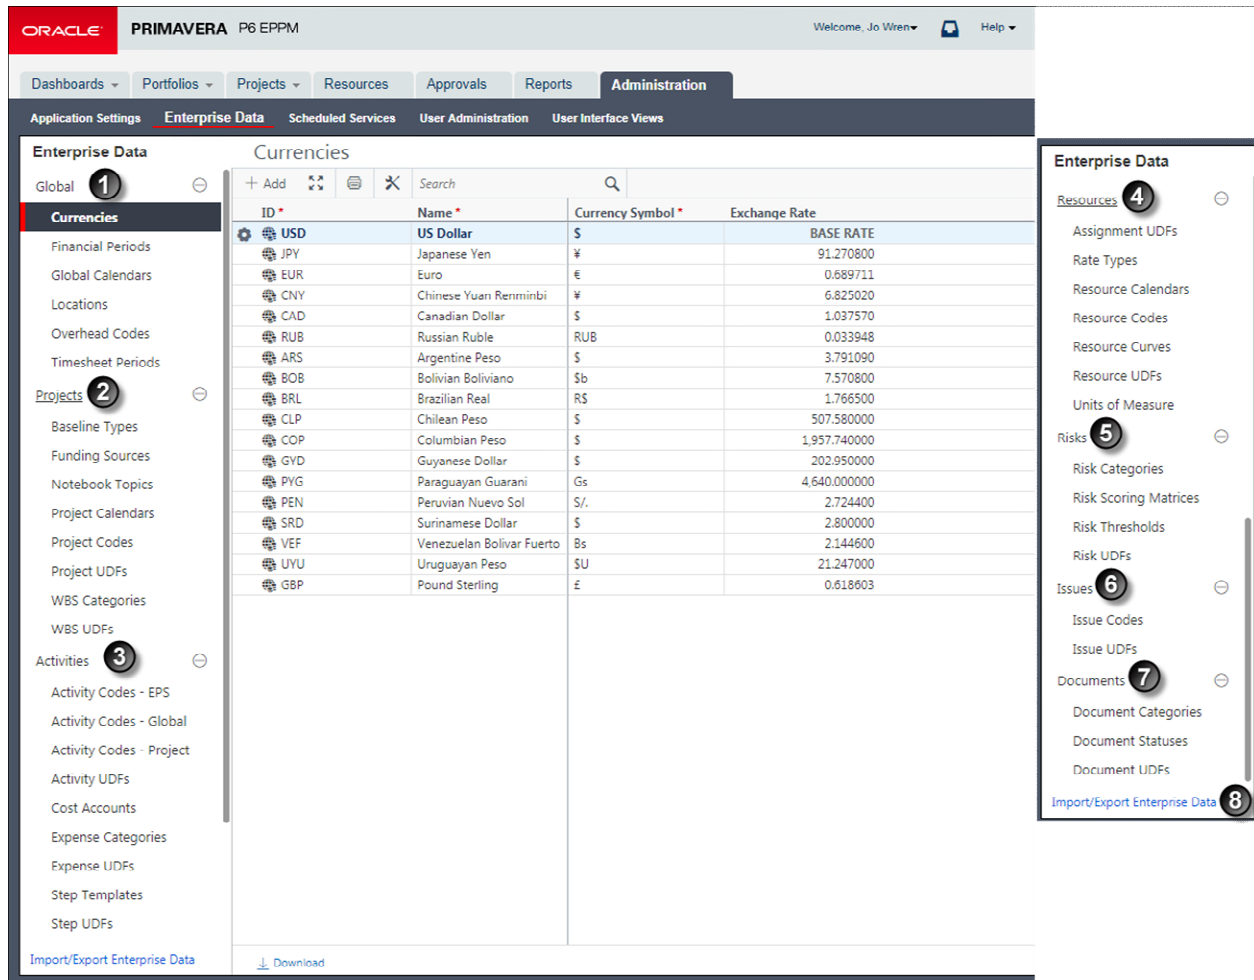 ORACLE PRIMAVERA P6 EPPM Welcome, Jo Wren Help
Dashboards Portfolios Projects Resources Approvals Reports Administration
Application Settings Enterprise Data Scheduled Services User Administration User Interface Views
Enterprise Data
Global 1
Currencies
Financial Periods
Global Calendars
Locations
Overhead Codes
Timesheet Periods
Projects 2
Baseline Types
Funding Sources
Notebook Topics
Project Calendars
Project Codes
Project UDFs
WBS Categories
WBS UDFs
Activities 3
Activity Codes - EPS
Activity Codes - Global
Activity Codes - Project
Activity UDFs
Cost Accounts
Expense Categories
Expense UDFs
Step Templates
Step UDFs
Import/Export Enterprise Data
Currencies
Add Search
ID * Name * Currency Symbol * Exchange Rate
USD US Dollar $ BASE RATE
JPY Japanese Yen ¥ 91.270800
EUR Euro € 0.689711
CNY Chinese Yuan Renminbi ¥ 6.825020
CAD Canadian Dollar $ 1.037570
RUB Russian Ruble RUB 0.033948
ARS Argentine Peso $ 3.791090
BOB Bolivian Boliviano $b 7.570800
BRL Brazilian Real R$ 1.766500
CLP Chilean Peso $ 507.580000
COP Columbian Peso $ 1,957.740000
GYD Guyanese Dollar $ 202.950000
PYG Paraguayan Guarani Gs 4,640.000000
PEN Peruvian Nuevo Sol S/. 2.724400
SRD Surinamese Dollar $ 2.800000
VEF Venezuelan Bolivar Fuerto Bs 2.144600
UYU Uruguayan Peso $U 21.247000
GBP Pound Sterling £ 0.618603
Download
Enterprise Data
Resources 4
Assignment UDFs
Rate Types
Resource Calendars
Resource Codes
Resource Curves
Resource UDFs
Units of Measure
Risks 5
Risk Categories
Risk Scoring Matrices
Risk Thresholds
Risk UDFs
Issues 6
Issue Codes
Issue UDFs
Documents 7
Document Categories
Document Statuses
Document UDFs
Import/Export Enterprise Data 8